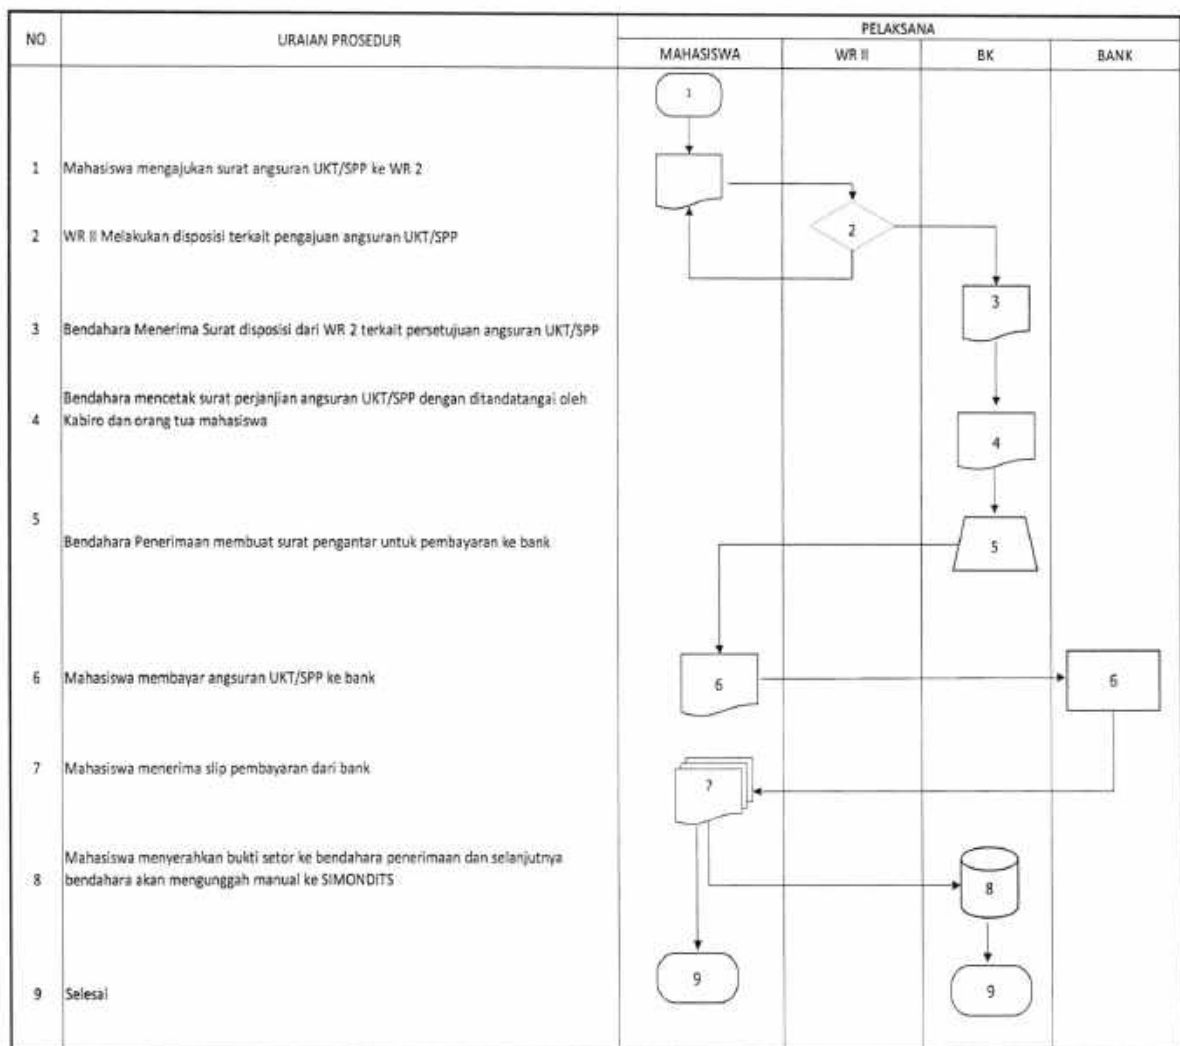 NO
URAIAN PROSEDUR
PELAKSANA
MAHASISWA
WR II
BK
BANK
1
1 Mahasiswa mengajukan surat angsuran UKT/SPP ke WR 2
2 WR II Melakukan disposisi terkait pengajuan angsuran UKT/SPP
2
3
3 Bendahara Menerima Surat disposisi dari WR 2 terkait persetujuan angsuran UKT/SPP
Bendahara mencetak surat perjanjian angsuran UKT/SPP dengan ditandatangai oleh
4 Kabiro dan orang tua mahasiswa
4
5
Bendahara Penerimaan membuat surat pengantar untuk pembayaran ke bank
5
6 Mahasiswa membayar angsuran UKT/SPP ke bank
6
6
7 Mahasiswa menerima slip pembayaran dari bank
7
Mahasiswa menyerahkan bukti setor ke bendahara penerimaan dan selanjutnya
8 bendahara akan mengunggah manual ke SIMONDITS
8
9 Selesai
9
9